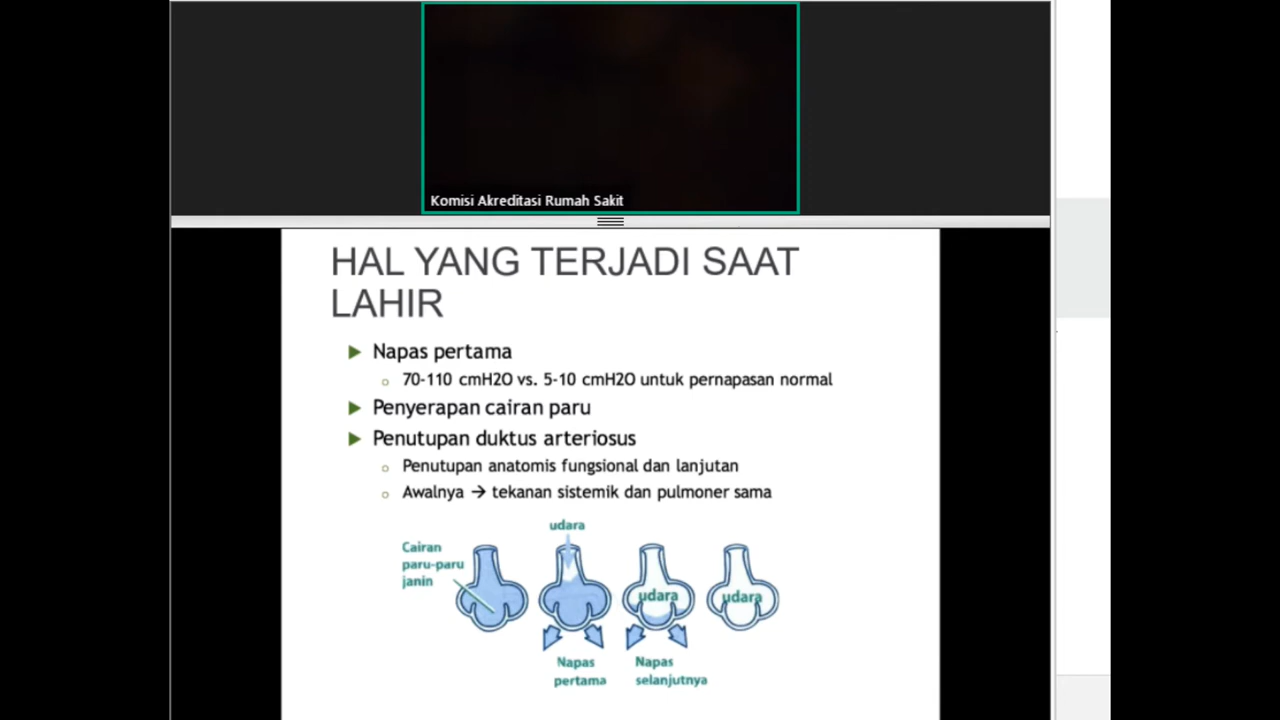 Komisi Akreditasi Rumah Sakit
HAL YANG TERJADI SAAT
LAHIR
Napas pertama
70-110 cmH2O vs. 5-10 cmH2O untuk pernapasan normal
Penyerapan cairan paru
Penutupan duktus arteriosus
Penutupan anatomis fungsional dan lanjutan
Awalnya → tekanan sistemik dan pulmoner sama
udara
Cairan
paru-paru
janin
udara
udara
Napas
pertama
Napas
selanjutnya